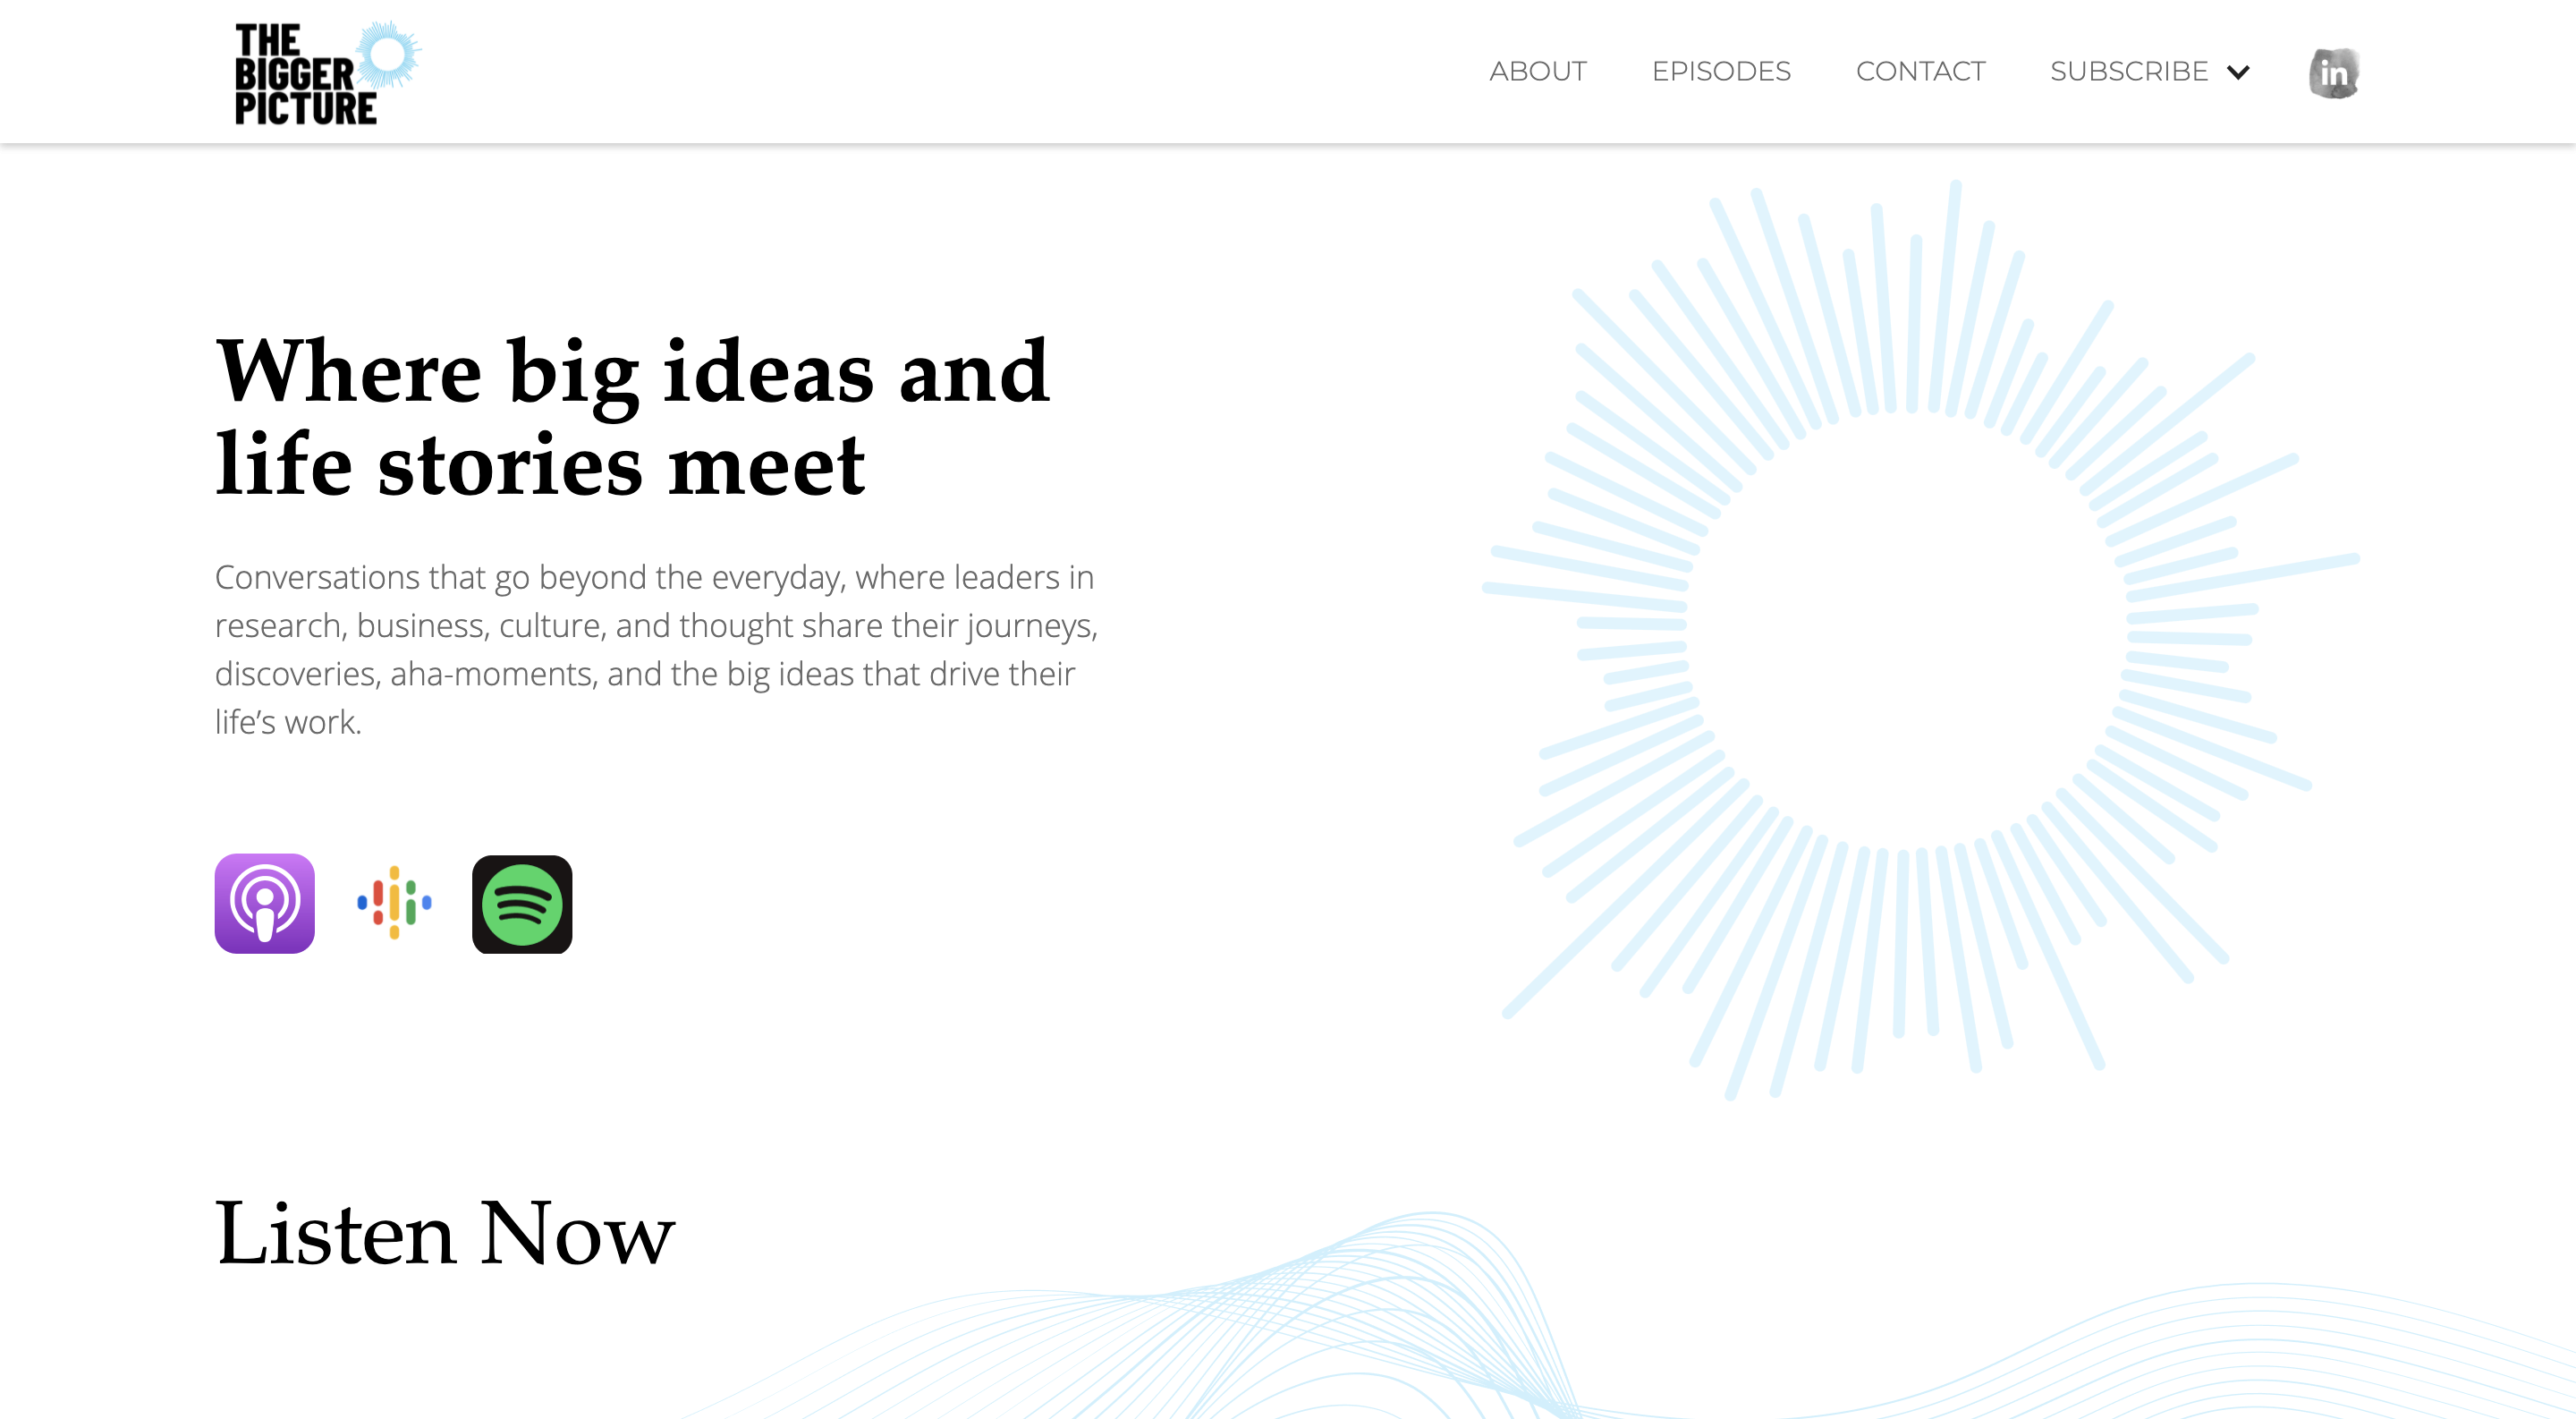 THE
BIGGER
PICTURE
ABOUT
EPISODES
CONTACT
SUBSCRIBE
in
Where big ideas and
life stories meet
Conversations that go beyond the everyday, where leaders in
research, business, culture, and thought share their journeys,
discoveries, aha-moments, and the big ideas that drive their
life’s work.
Listen Now